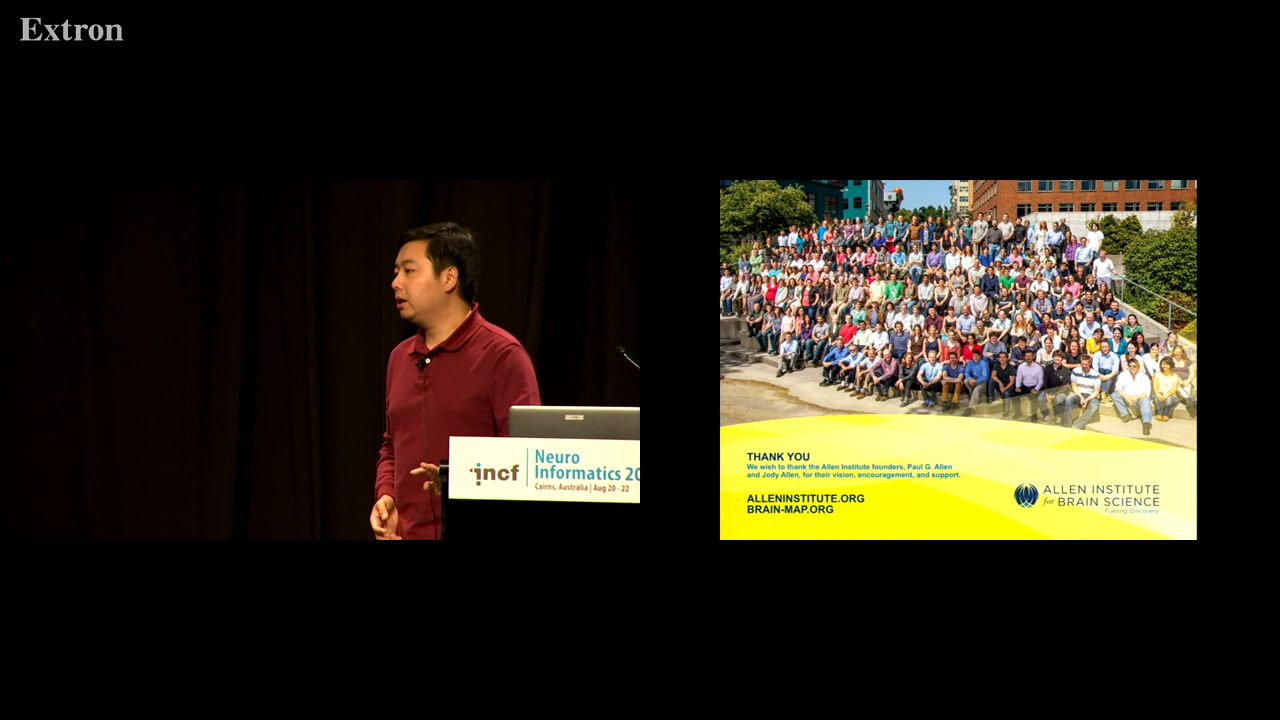 Extron
incf
Neuro
Informatics 20
Cairns, Australia | Aug 20 - 22
THANK YOU
We wish to thank the Allen Institute founders, Paul G. Allen
and Jody Allen, for their vision, encouragement, and support.
ALLENINSTITUTE.ORG
BRAIN-MAP.ORG
ALLEN INSTITUTE
for BRAIN SCIENCE
Fueling Discovery